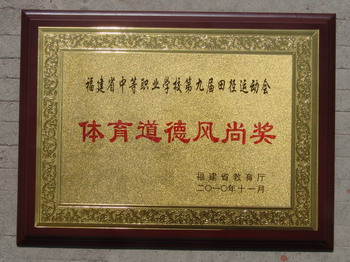 福建省中等职业学校第九届田径运动会
体育道德风尚奖
福建省教育厅
二〇一〇年十一月